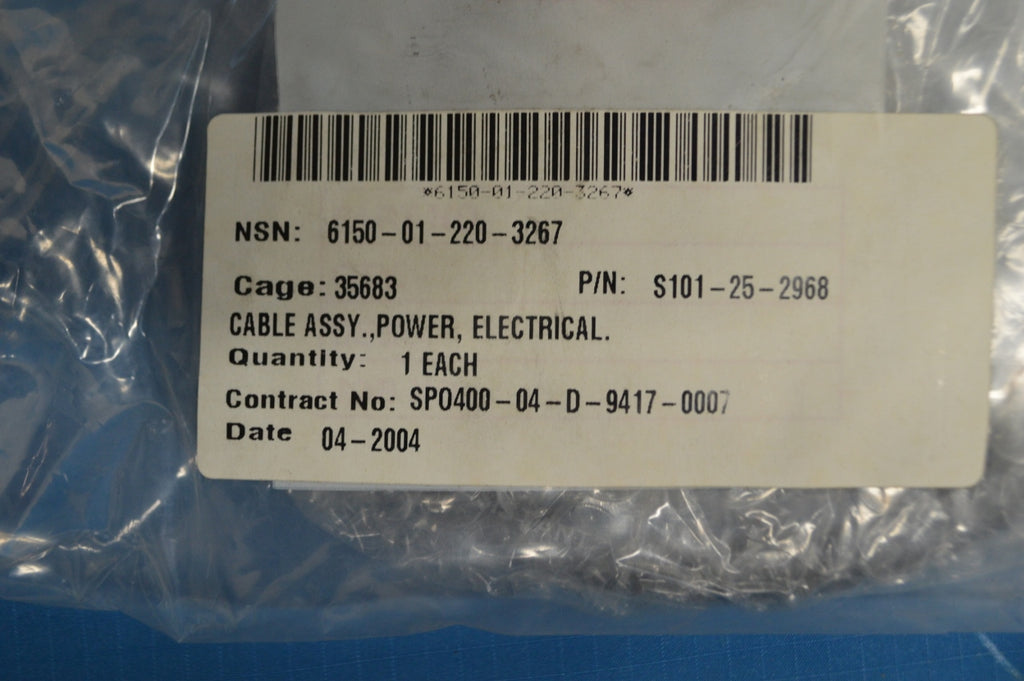 *6150-01-220-3267*
NSN: 6150-01-220-3267
Cage: 35683 P/N: S101-25-2968
CABLE ASSY.,POWER, ELECTRICAL.
Quantity: 1 EACH
Contract No: SPO400-04-D-9417-0007
Date 04-2004